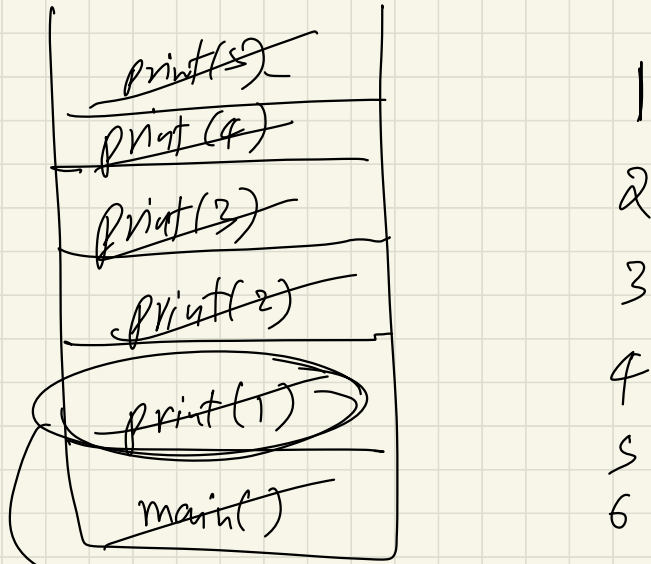 print(5)
1
print(4)
2
print(3)
3
print(2)
4
print(1)
5
main()
6